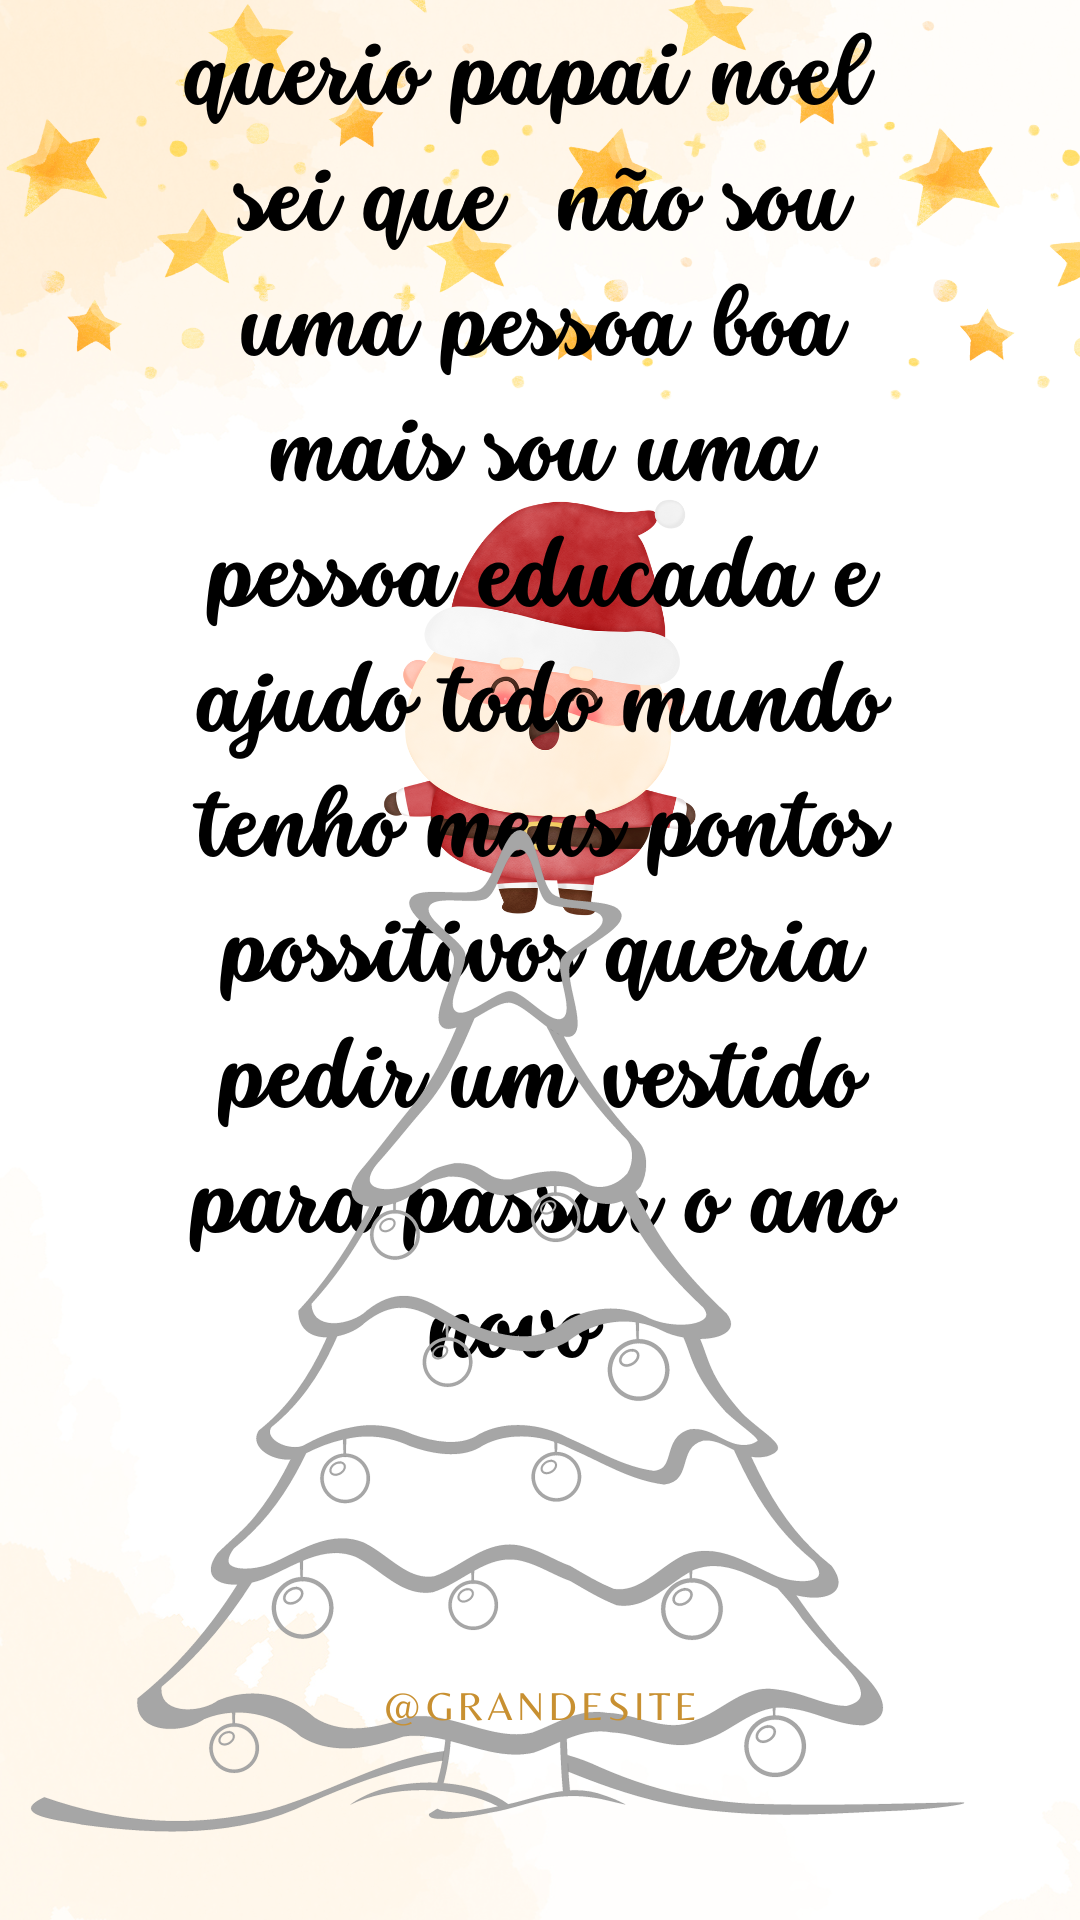 querio papai noel
sei que não sou
uma pessoa boa
mais sou uma
pessoa educada e
ajudo todo mundo
tenho meus pontos
possitivos queria
pedir um vestido
para passar o ano
novo
@GRANDESITE